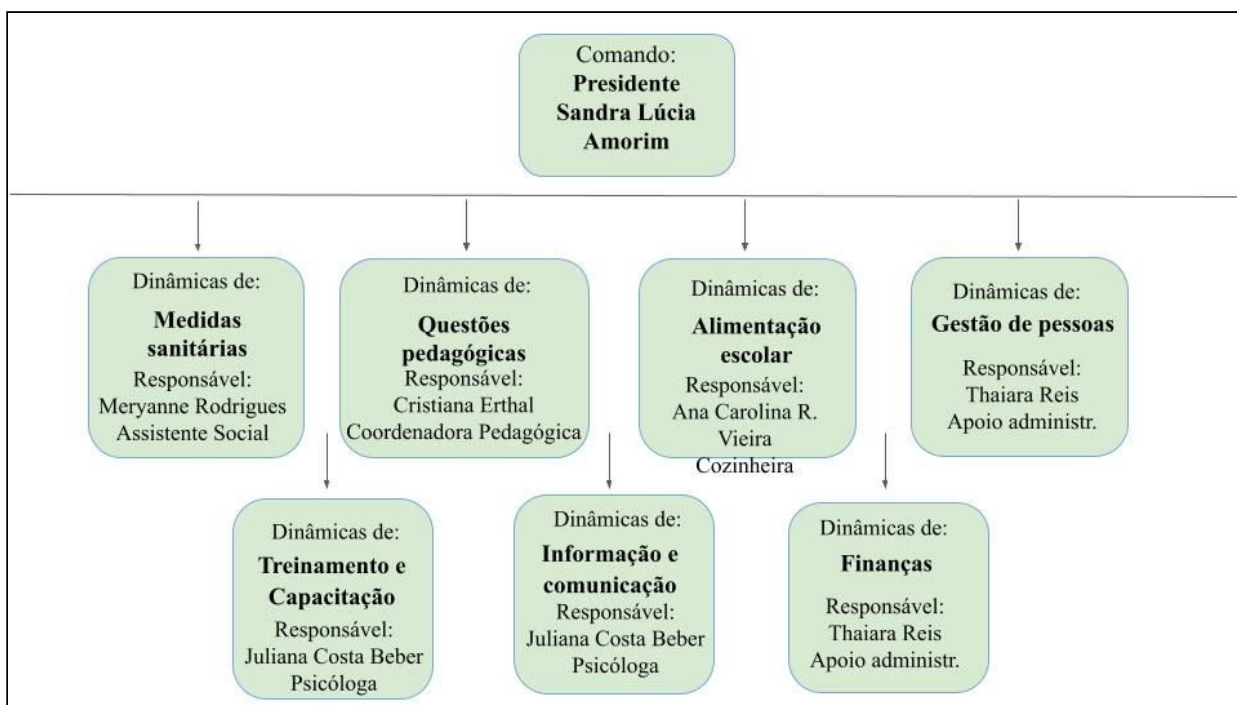 Comando:
Presidente
Sandra Lúcia
Amorim
Dinâmicas de:
Medidas
sanitárias
Responsável:
Meryanne Rodrigues
Assistente Social
Dinâmicas de:
Questões
pedagógicas
Responsável:
Cristiana Erthal
Coordenadora Pedagógica
Dinâmicas de:
Alimentação
escolar
Responsável:
Ana Carolina R.
Vieira
Cozinheira
Dinâmicas de:
Gestão de pessoas
Responsável:
Thaiara Reis
Apoio administr.
Dinâmicas de:
Treinamento e
Capacitação
Responsável:
Juliana Costa Beber
Psicóloga
Dinâmicas de:
Informação e
comunicação
Responsável:
Juliana Costa Beber
Psicóloga
Dinâmicas de:
Finanças
Responsável:
Thaiara Reis
Apoio administr.